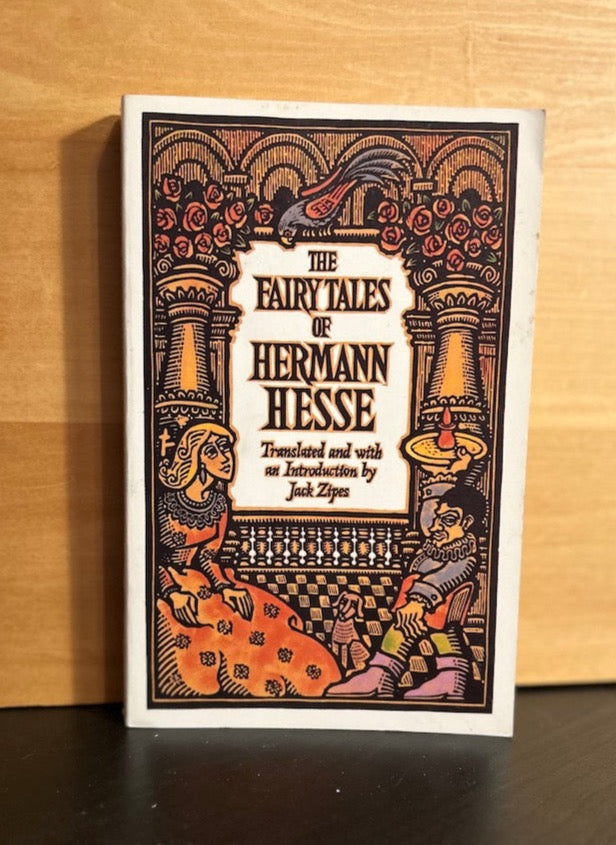 THE
FAIRY TALES
OF
HERMANN
HESSE
Translated and with
an Introduction by
Jack Zipes